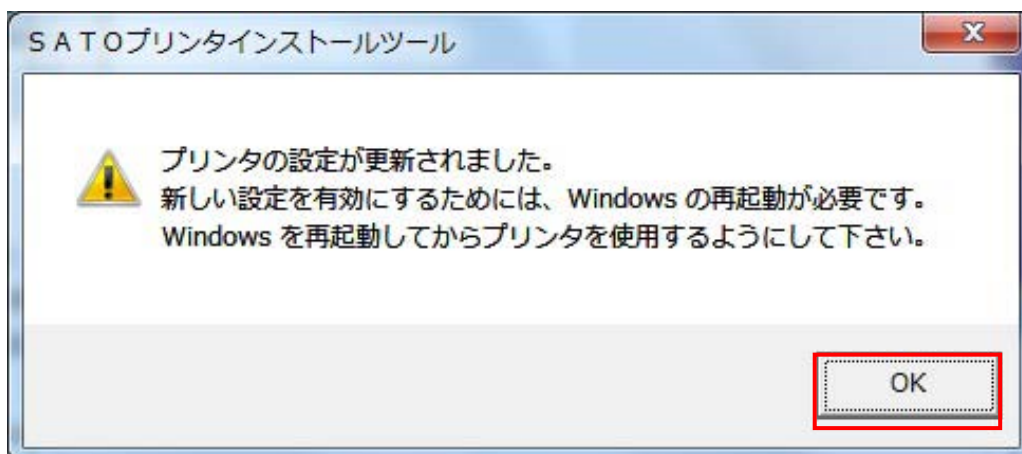 ＳＡＴＯプリンタインストールツール
プリンタの設定が更新されました。
新しい設定を有効にするためには、Windows の再起動が必要です。
Windows を再起動してからプリンタを使用するようにして下さい。
OK